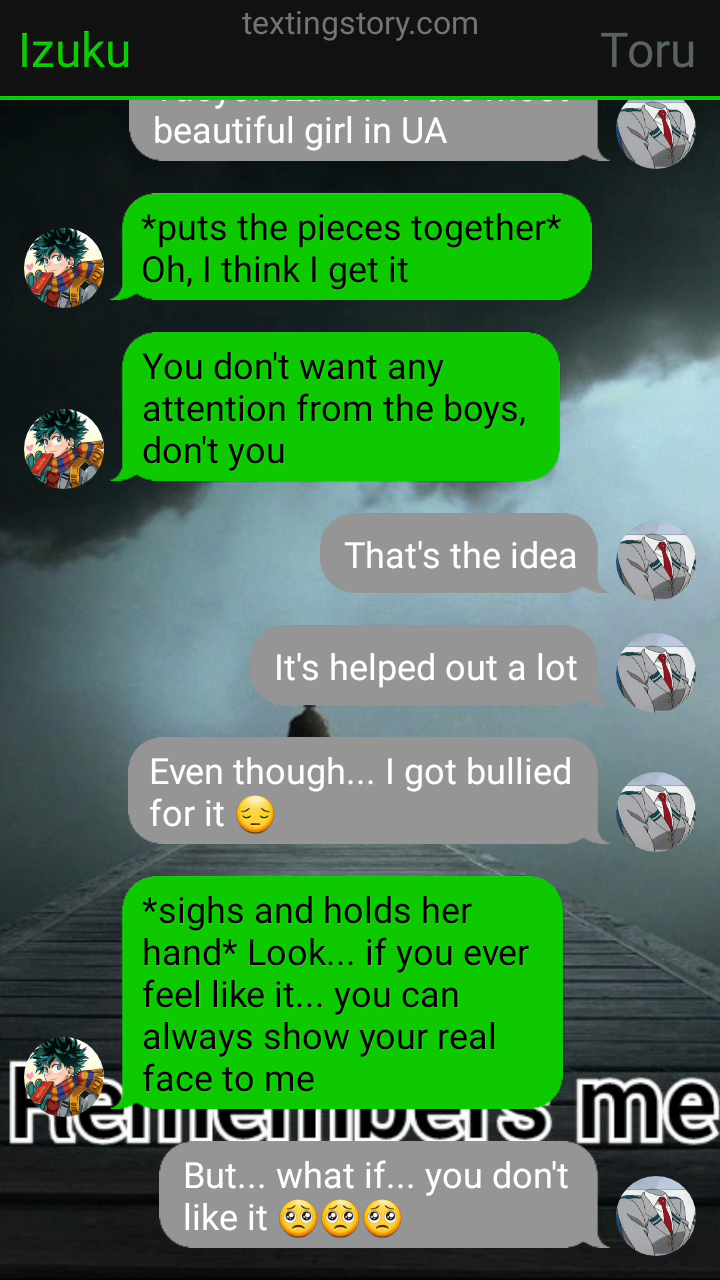 textingstory.com
Izuku
Toru
beautiful girl in UA
*puts the pieces together*
Oh, I think I get it
You don't want any
attention from the boys,
don't you
That's the idea
It's helped out a lot
Even though... I got bullied
for it 😔
*sighs and holds her
hand* Look... if you ever
feel like it... you can
always show your real
face to me
Remembers me
But... what if... you don't
like it 🥺🥺🥺